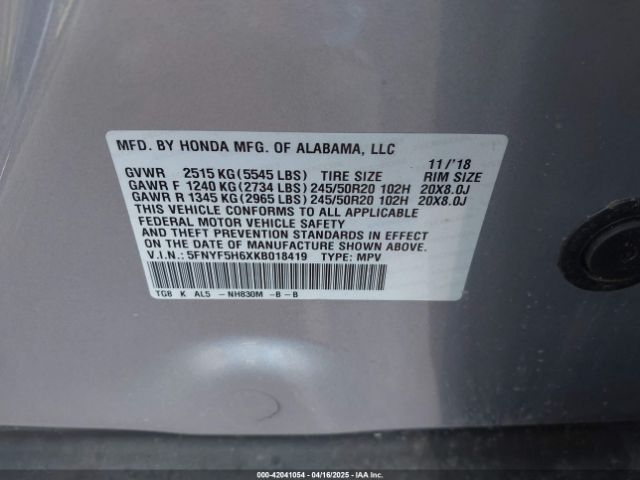 MFD. BY HONDA MFG. OF ALABAMA, LLC
11/'18
GVWR 2515 KG (5545 LBS) TIRE SIZE RIM SIZE
GAWR F 1240 KG (2734 LBS) 245/50R20 102H 20X8.0J
GAWR R 1345 KG (2965 LBS) 245/50R20 102H 20X8.0J
THIS VEHICLE CONFORMS TO ALL APPLICABLE
FEDERAL MOTOR VEHICLE SAFETY
AND THEFT PREVENTION STANDARDS IN EFFECT
ON THE DATE OF MANUFACTURE SHOWN ABOVE.
V.I.N.: 5FNYF5H6XKB018419 TYPE: MPV
TG8 K AL5 -NH830M -B -B
000-42041054 - 04/16/2025 - IAA Inc.